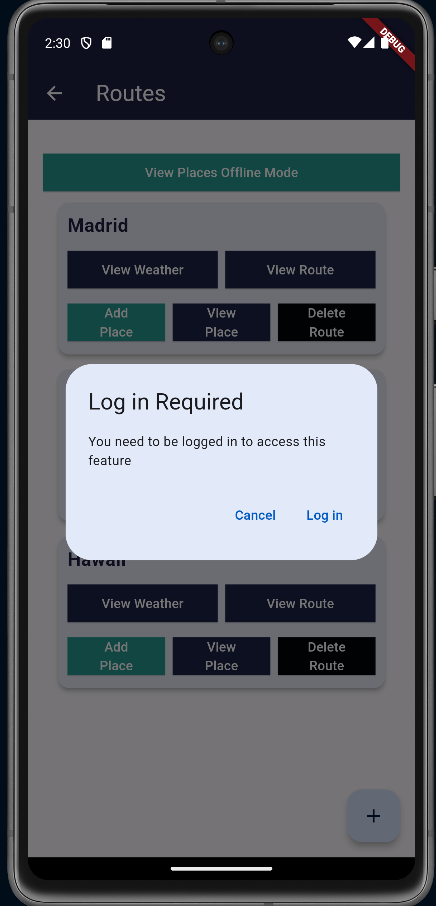 2:30
DEBUG
Routes
View Places Offline Mode
Madrid
View Weather
View Route
Add
Place
View
Place
Delete
Route
Log in Required
You need to be logged in to access this
feature
Cancel
Log in
Hawaii
View Weather
View Route
Add
Place
View
Place
Delete
Route
+